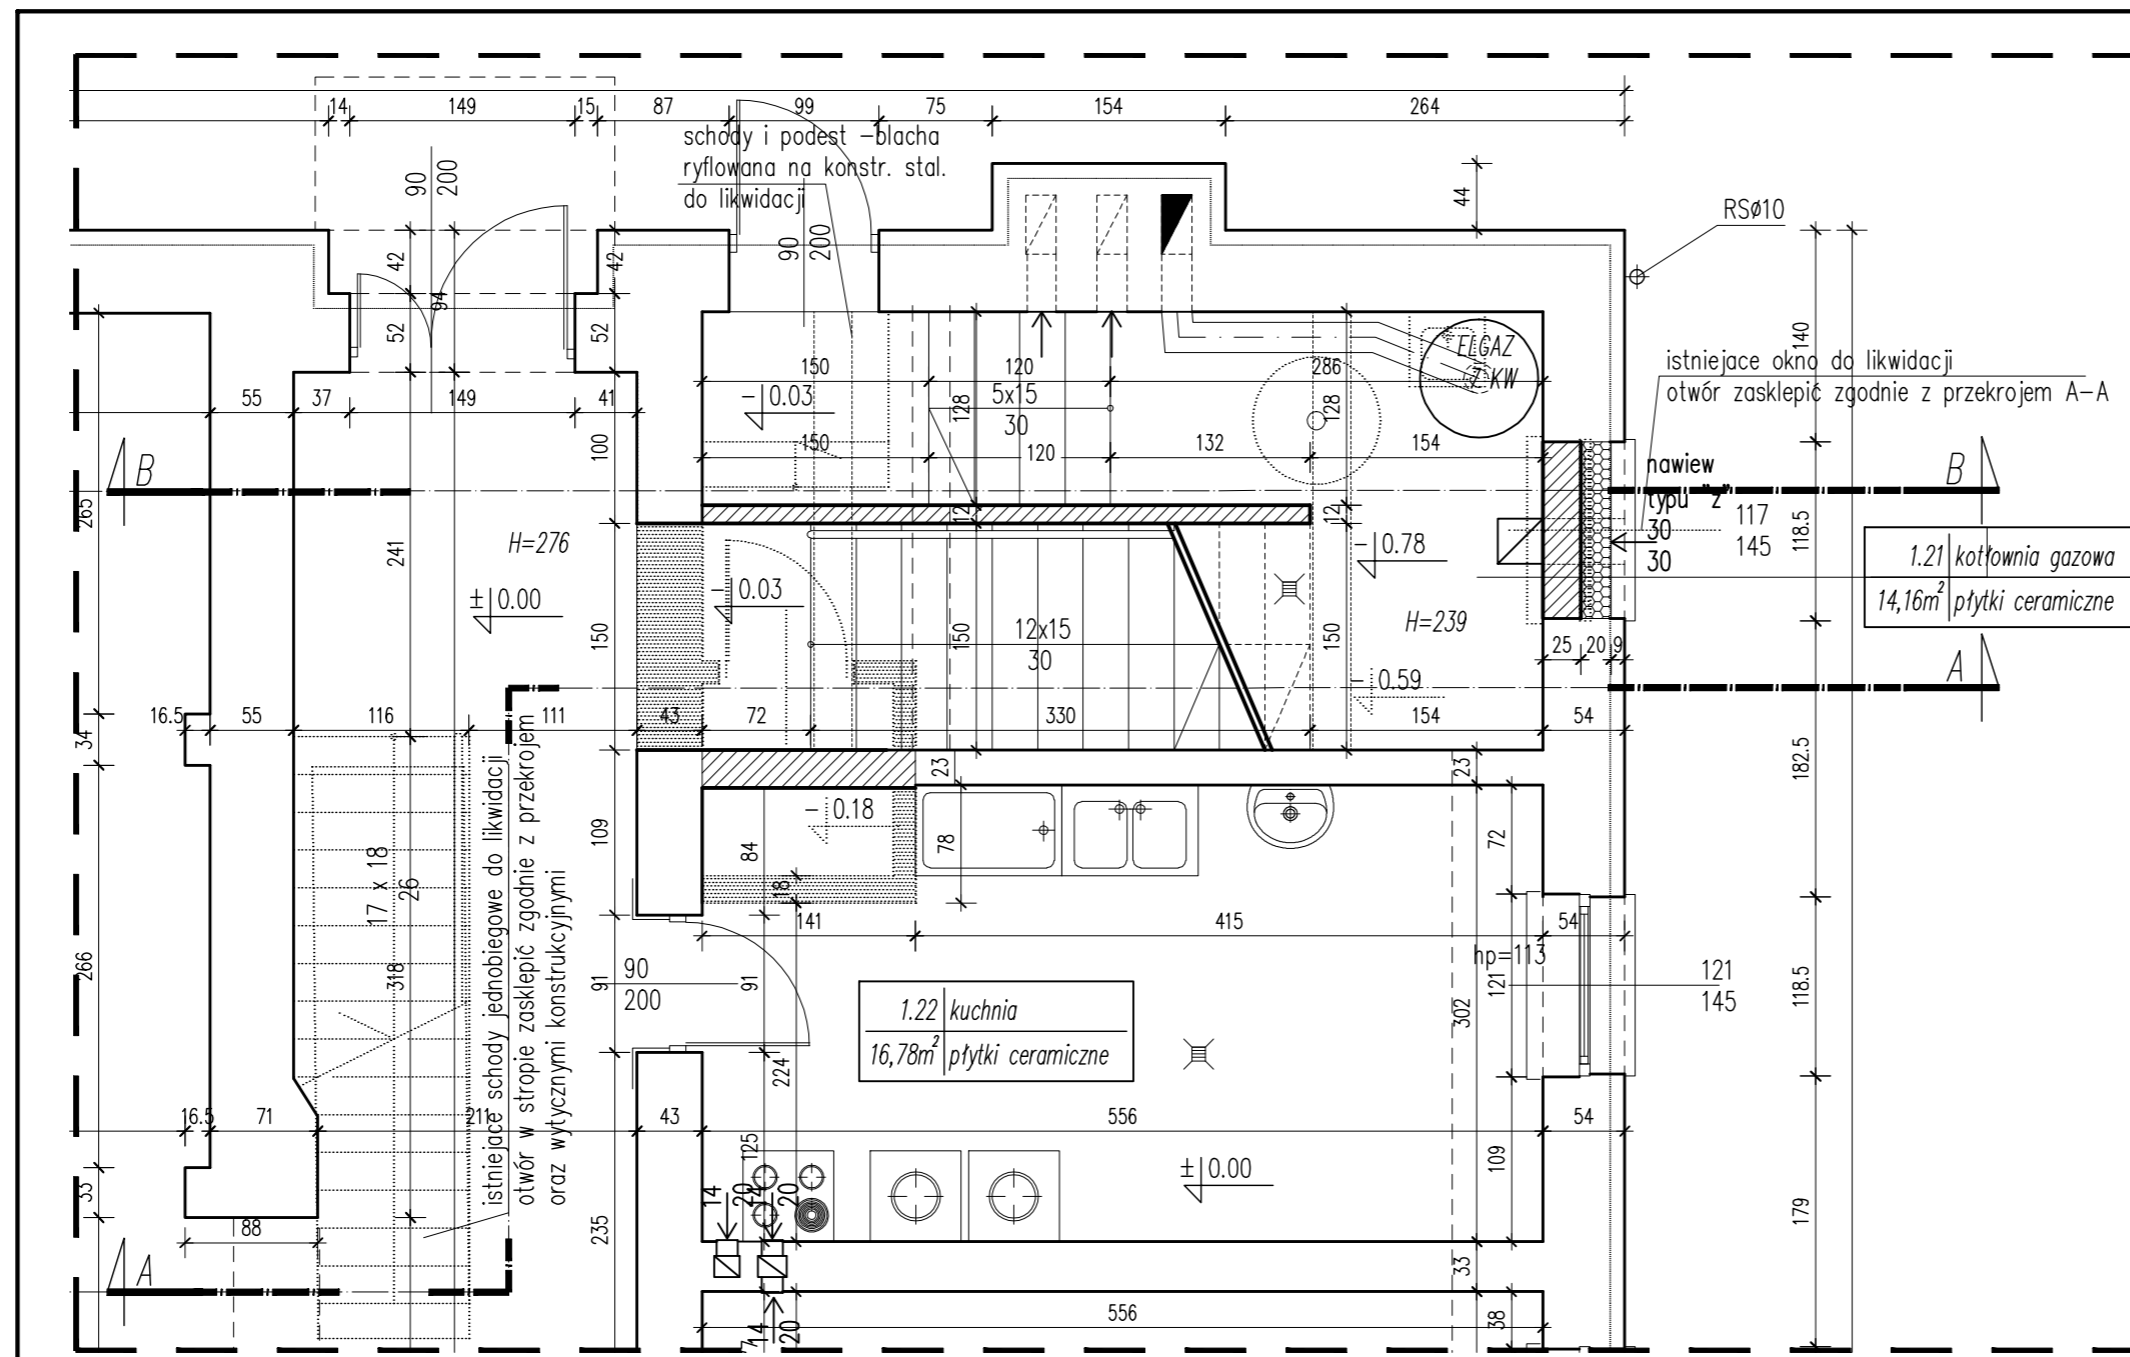 14 149 15 87 99 75 154 264
schody i podest -blacha
ryflowana na konstr. stal.
do likwidacji
90
200
90
200
44
RSø10
42
94
42
52
52
140
ELGAZ
Z KW
istniejace okno do likwidacji
otwór zasklepić zgodnie z przekrojem A-A
150 120 286
5x15
30
- 0.03
128
128
55 37 149 41
100
150 120 132 154
B
B
nawiew
typu "z"
30
30
117
145
118.5
265
241
H=276
12
12
- 0.78
1.21 kotłownia gazowa
14,16m² płytki ceramiczne
± 0.00
- 0.03
150
150
12x15
30
150
H=239
25 20 9
- 0.59
A
16.5 55 116 111 43 72 330 154 54
34
istniejace schody jednobiegowe do likwidacji
otwór w stropie zasklepić zgodnie z przekrojem
oraz wytycznymi konstrukcyjnymi
23
23
182.5
- 0.18
109
84
18
78
72
17 x 18
26
318
266
141 415 54
hp=113
90
200
91
91
121
302
121
145
118.5
1.22 kuchnia
16,78m² płytki ceramiczne
224
16.5 71 211 43 556 54
125
109
± 0.00
33
14
20
14
20
88
235
179
A
33
556
38
14
20